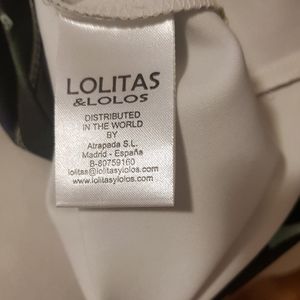 LOLITAS
&LOLOS
DISTRIBUTED
IN THE WORLD
BY
Atrapada S.L.
Madrid - España
B-80759160
lolitas@lolitasylolos.com
www.lolitasylolos.com